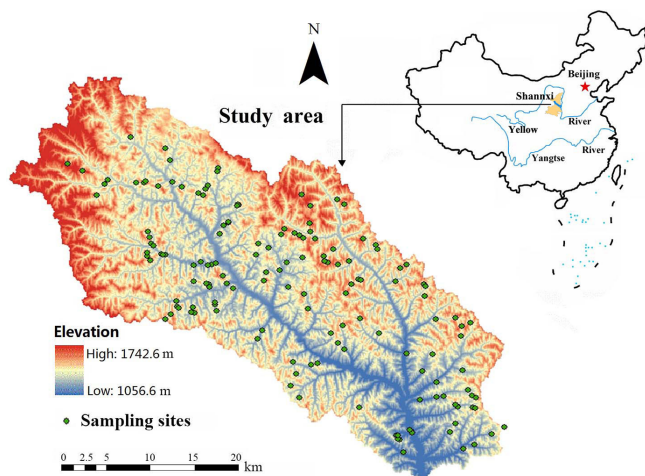 N
Study area
Beijing
Shannxi
Yellow
River
Yangtse
River
Elevation
High: 1742.6 m
Low: 1056.6 m
Sampling sites
0 2.5 5 10 15 20
km